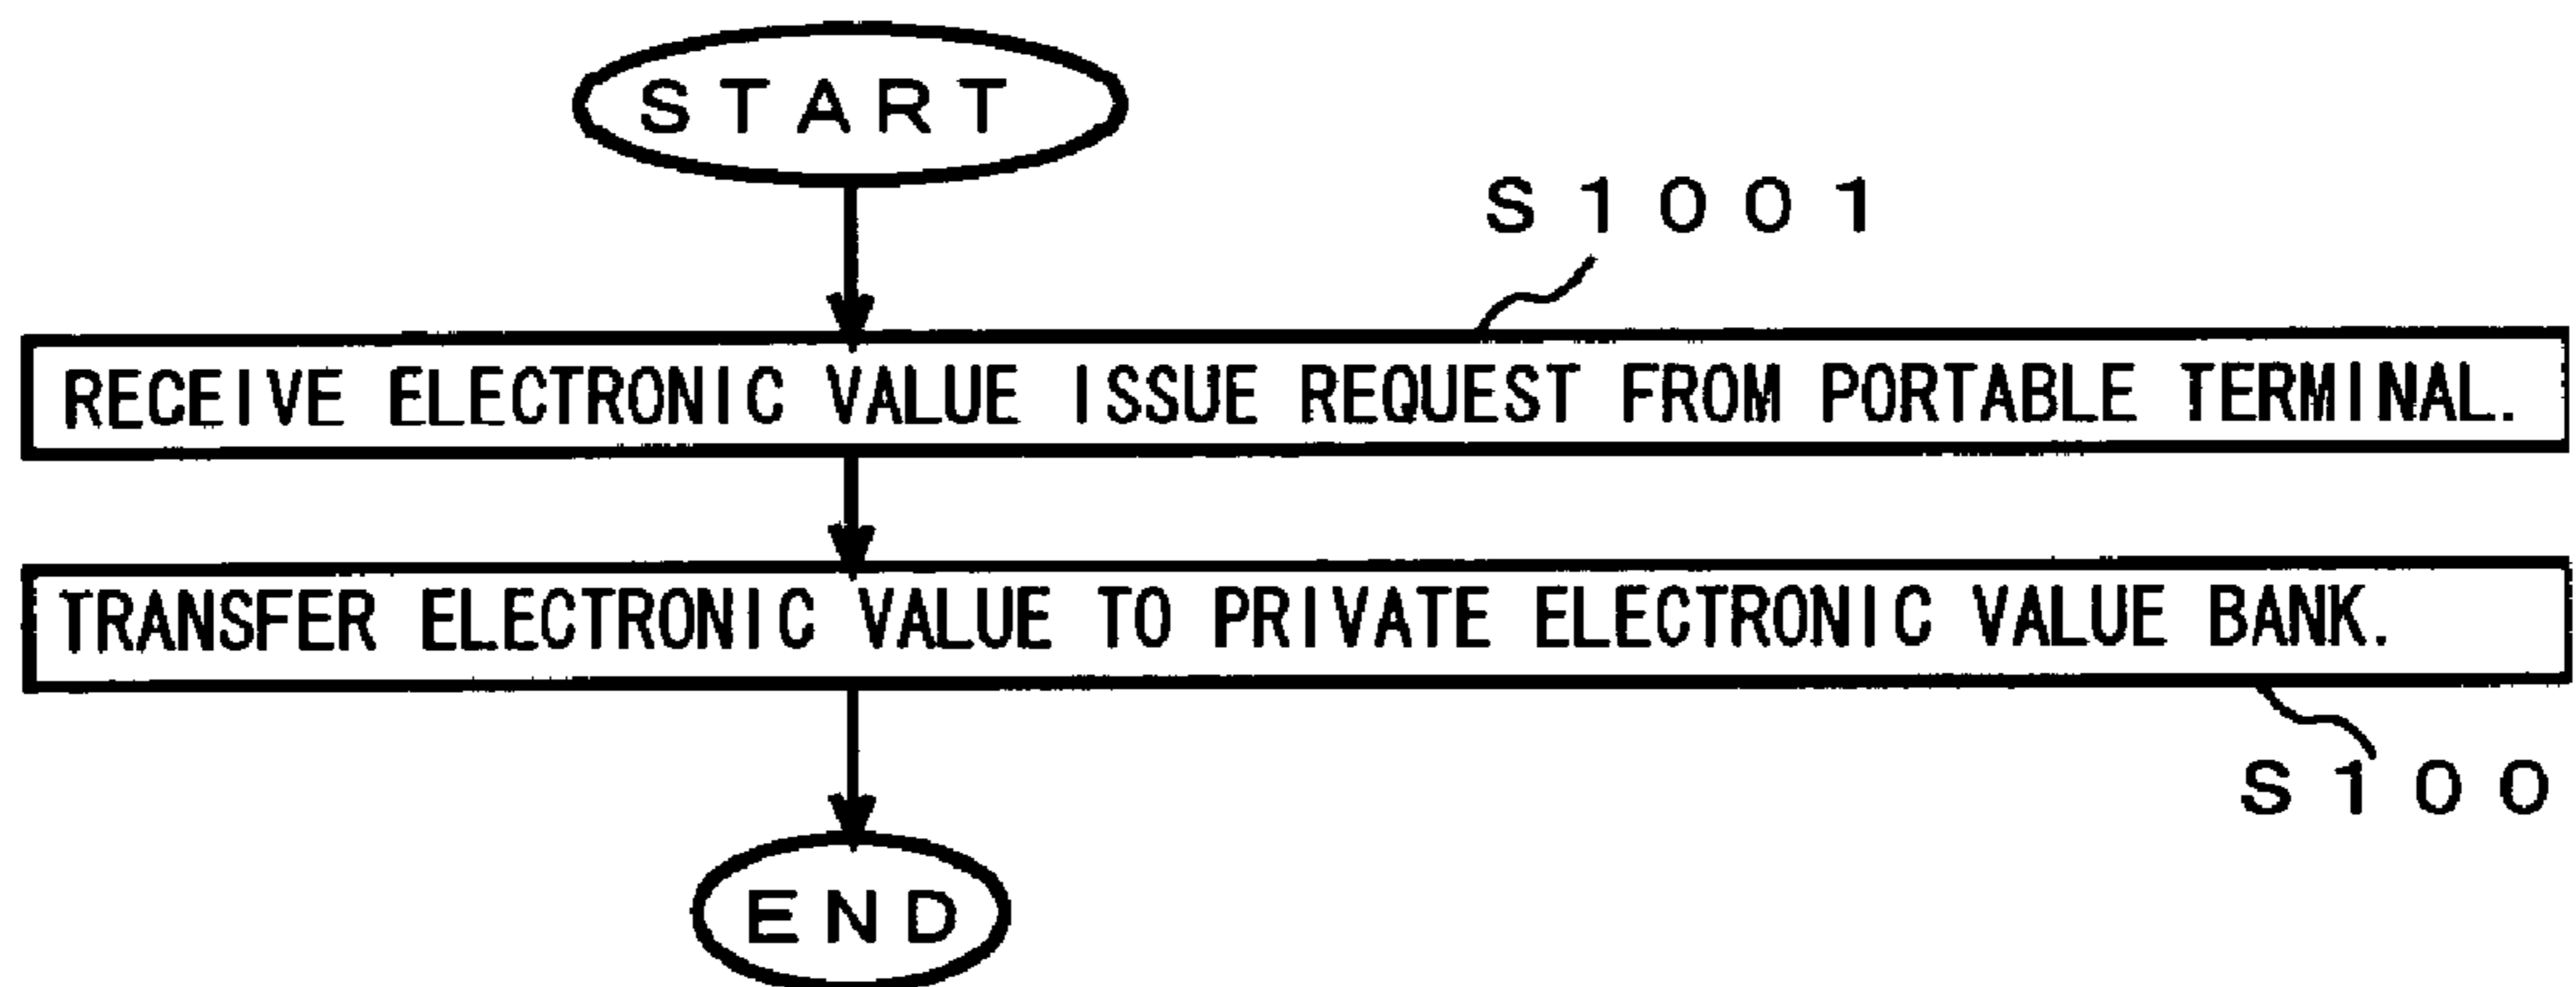 START
S1001
RECEIVE ELECTRONIC VALUE ISSUE REQUEST FROM PORTABLE TERMINAL.
TRANSFER ELECTRONIC VALUE TO PRIVATE ELECTRONIC VALUE BANK.
S100
END